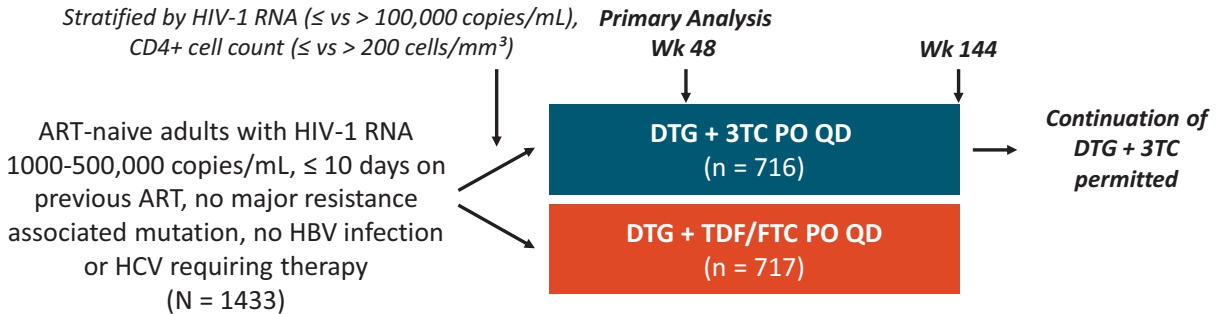 Stratified by HIV-1 RNA (≤ vs > 100,000 copies/mL),
CD4+ cell count (≤ vs > 200 cells/mm³)
Primary Analysis
Wk 48
Wk 144
ART-naive adults with HIV-1 RNA
1000-500,000 copies/mL, ≤ 10 days on
previous ART, no major resistance
associated mutation, no HBV infection
or HCV requiring therapy
(N = 1433)
DTG + 3TC PO QD
(n = 716)
DTG + TDF/FTC PO QD
(n = 717)
Continuation of
DTG + 3TC
permitted